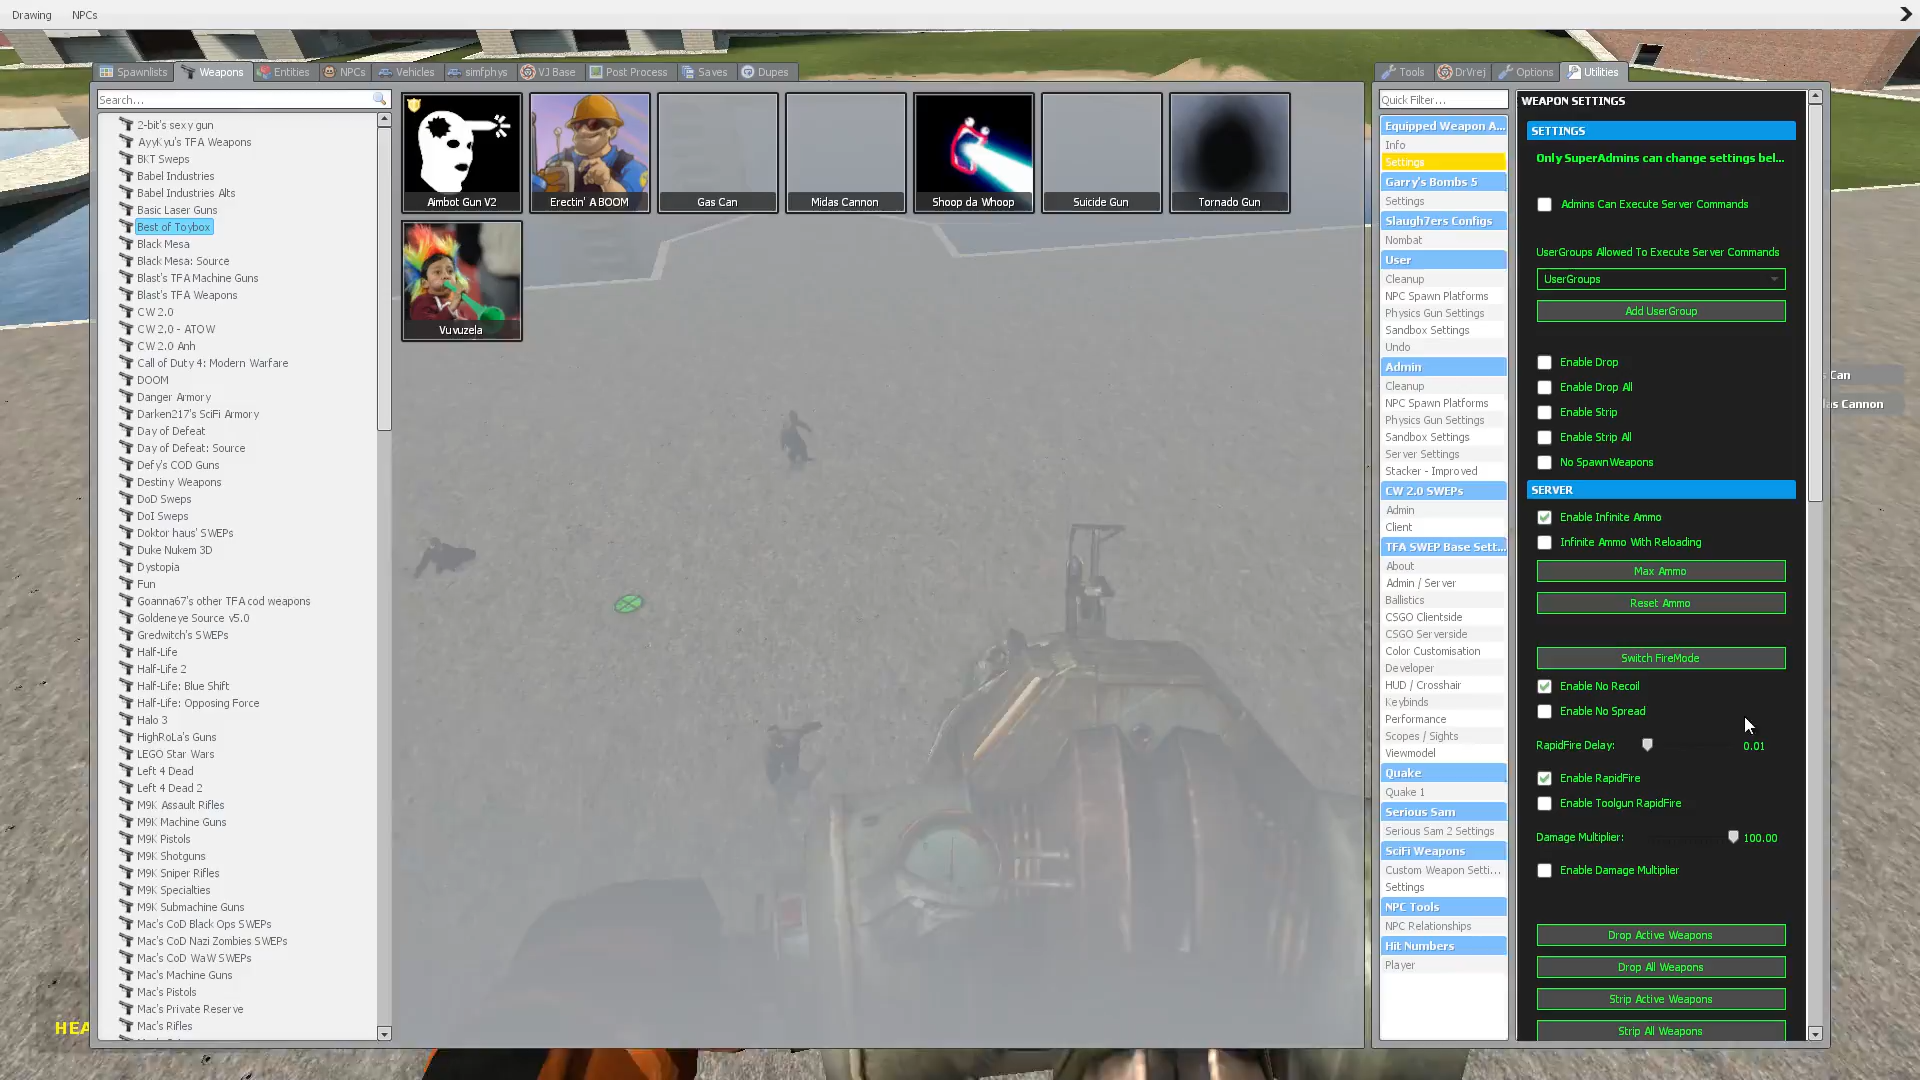 Drawing NPCs
Spawnlists Weapons Entities NPCs Vehicles simfphys VJ Base Post Process Saves Dupes
Search...
2-bit's sexy gun
AyyKyu's TFA Weapons
BKT Sweps
Babel Industries
Babel Industries Alts
Basic Laser Guns
Best of Toybox
Black Mesa
Black Mesa: Source
Blast's TFA Machine Guns
Blast's TFA Weapons
CW 2.0
CW 2.0 - ATOW
CW 2.0 Anh
Call of Duty 4: Modern Warfare
DOOM
Danger Armory
Darken217's SciFi Armory
Day of Defeat
Day of Defeat: Source
Defy's COD Guns
Destiny Weapons
DoD Sweps
DoI Sweps
Doktor haus' SWEPs
Duke Nukem 3D
Dystopia
Fun
Goanna67's other TFA cod weapons
Goldeneye Source v5.0
Gredwitch's SWEPs
Half-Life
Half-Life 2
Half-Life: Blue Shift
Half-Life: Opposing Force
Halo 3
HighRoLa's Guns
LEGO Star Wars
Left 4 Dead
Left 4 Dead 2
M9K Assault Rifles
M9K Machine Guns
M9K Pistols
M9K Shotguns
M9K Sniper Rifles
M9K Specialties
M9K Submachine Guns
Mac's CoD Black Ops SWEPs
Mac's CoD Nazi Zombies SWEPs
Mac's CoD WaW SWEPs
Mac's Machine Guns
Mac's Pistols
Mac's Private Reserve
Mac's Rifles
HEA
Aimbot Gun V2
Erectin' A BOOM
Gas Can
Midas Cannon
Shoop da Whoop
Suicide Gun
Tornado Gun
Vuvuzela
Tools DrVrej Options Utilities
Quick Filter...
Equipped Weapon A...
Info
Settings
Garry's Bombs 5
Settings
Slaugh7ers Configs
Nombat
User
Cleanup
NPC Spawn Platforms
Physics Gun Settings
Sandbox Settings
Undo
Admin
Cleanup
NPC Spawn Platforms
Physics Gun Settings
Sandbox Settings
Server Settings
Stacker - Improved
CW 2.0 SWEPs
Admin
Client
TFA SWEP Base Sett...
About
Admin / Server
Ballistics
CSGO Clientside
CSGO Serverside
Color Customisation
Developer
HUD / Crosshair
Keybinds
Performance
Scopes / Sights
Viewmodel
Quake
Quake 1
Serious Sam
Serious Sam 2 Settings
SciFi Weapons
Custom Weapon Setti...
Settings
NPC Tools
NPC Relationships
Hit Numbers
Player
WEAPON SETTINGS
SETTINGS
Only SuperAdmins can change settings bel...
Admins Can Execute Server Commands
UserGroups Allowed To Execute Server Commands
UserGroups
Add UserGroup
Enable Drop
Enable Drop All
Enable Strip
Enable Strip All
No SpawnWeapons
SERVER
Enable Infinite Ammo
Infinite Ammo With Reloading
Max Ammo
Reset Ammo
Switch FireMode
Enable No Recoil
Enable No Spread
RapidFire Delay: 0.01
Enable RapidFire
Enable Toolgun RapidFire
Damage Multiplier: 100.00
Enable Damage Multiplier
Drop Active Weapons
Drop All Weapons
Strip Active Weapons
Strip All Weapons
Can
as Cannon